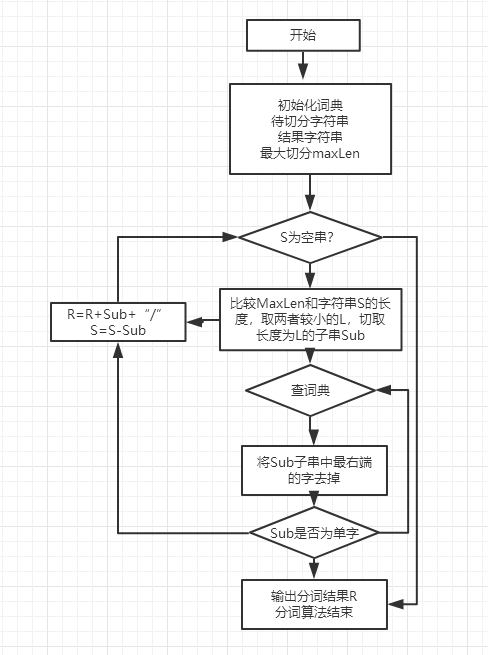 开始
初始化词典
待切分字符串
结果字符串
最大切分maxLen
S为空串?
比较MaxLen和字符串S的长
度，取两者较小的L，切取
长度为L的子串Sub
R=R+Sub+“/”
S=S-Sub
查词典
将Sub子串中最右端
的字去掉
Sub是否为单字
输出分词结果R
分词算法结束